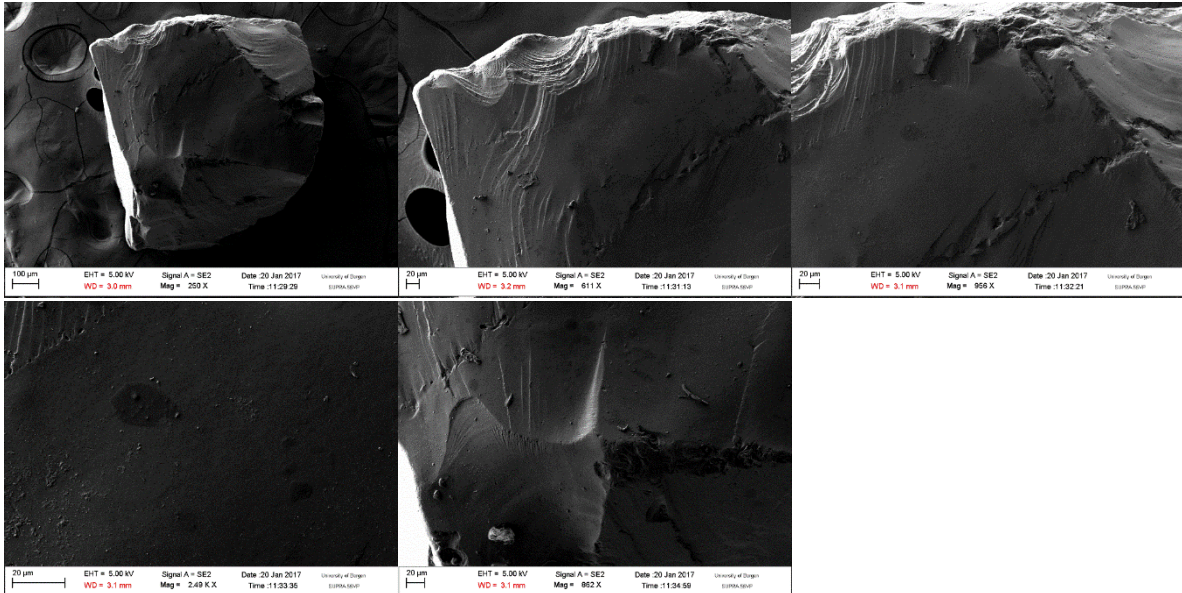 100 µm EHT = 5.00 kV Signal A = SE2 Date :20 Jan 2017 University of Bergen
WD = 3.0 mm Mag = 250 X Time :11:29:29
20 µm EHT = 5.00 kV Signal A = SE2 Date :20 Jan 2017 University of Bergen
WD = 3.2 mm Mag = 611 X Time :11:31:13
20 µm EHT = 5.00 kV Signal A = SE2 Date :20 Jan 2017 University of Bergen
WD = 3.1 mm Mag = 956 X Time :11:32:21
20 µm EHT = 5.00 kV Signal A = SE2 Date :20 Jan 2017 University of Bergen
WD = 3.1 mm Mag = 2.49 K X Time :11:33:35
20 µm EHT = 5.00 kV Signal A = SE2 Date :20 Jan 2017 University of Bergen
WD = 3.1 mm Mag = 862 X Time :11:34:59